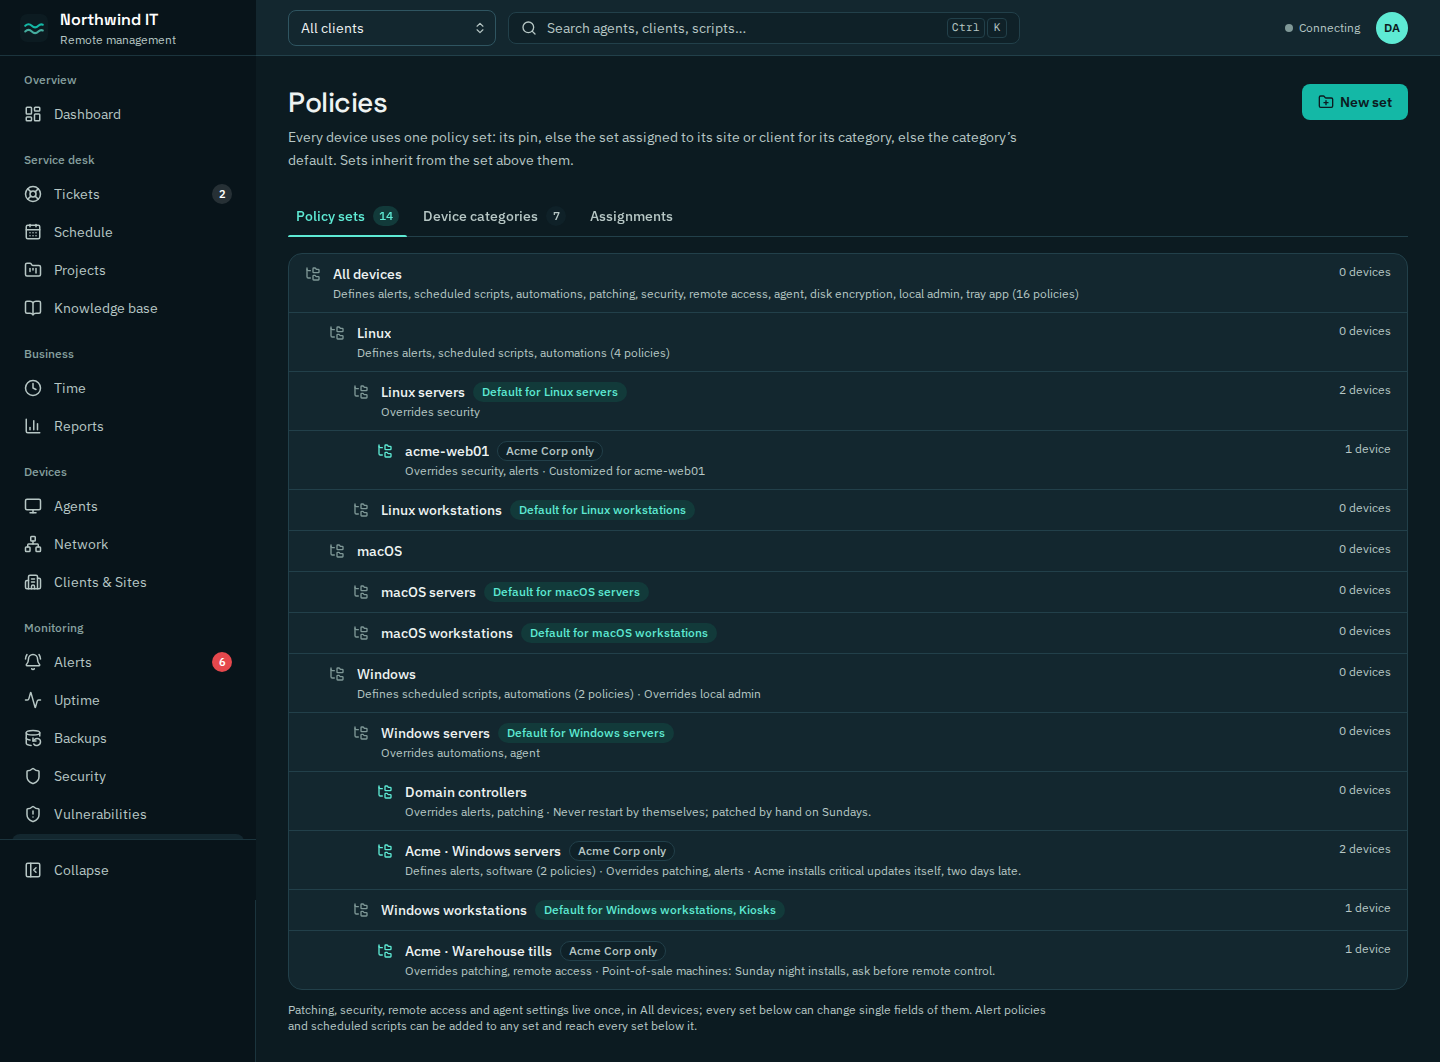 Northwind IT
Remote management
All clients
Search agents, clients, scripts...
Ctrl K
Connecting
DA
Overview
Dashboard
Service desk
Tickets 2
Schedule
Projects
Knowledge base
Business
Time
Reports
Devices
Agents
Network
Clients & Sites
Monitoring
Alerts 6
Uptime
Backups
Security
Vulnerabilities
Collapse
Policies
New set
Every device uses one policy set: its pin, else the set assigned to its site or client for its category, else the category’s
default. Sets inherit from the set above them.
Policy sets 14
Device categories 7
Assignments
All devices
0 devices
Defines alerts, scheduled scripts, automations, patching, security, remote access, agent, disk encryption, local admin, tray app (16 policies)
Linux
0 devices
Defines alerts, scheduled scripts, automations (4 policies)
Linux servers Default for Linux servers
2 devices
Overrides security
acme-web01 Acme Corp only
1 device
Overrides security, alerts · Customized for acme-web01
Linux workstations Default for Linux workstations
0 devices
macOS
0 devices
macOS servers Default for macOS servers
0 devices
macOS workstations Default for macOS workstations
0 devices
Windows
0 devices
Defines scheduled scripts, automations (2 policies) · Overrides local admin
Windows servers Default for Windows servers
0 devices
Overrides automations, agent
Domain controllers
0 devices
Overrides alerts, patching · Never restart by themselves; patched by hand on Sundays.
Acme · Windows servers Acme Corp only
2 devices
Defines alerts, software (2 policies) · Overrides patching, alerts · Acme installs critical updates itself, two days late.
Windows workstations Default for Windows workstations, Kiosks
1 device
Acme · Warehouse tills Acme Corp only
1 device
Overrides patching, remote access · Point-of-sale machines: Sunday night installs, ask before remote control.
Patching, security, remote access and agent settings live once, in All devices; every set below can change single fields of them. Alert policies
and scheduled scripts can be added to any set and reach every set below it.